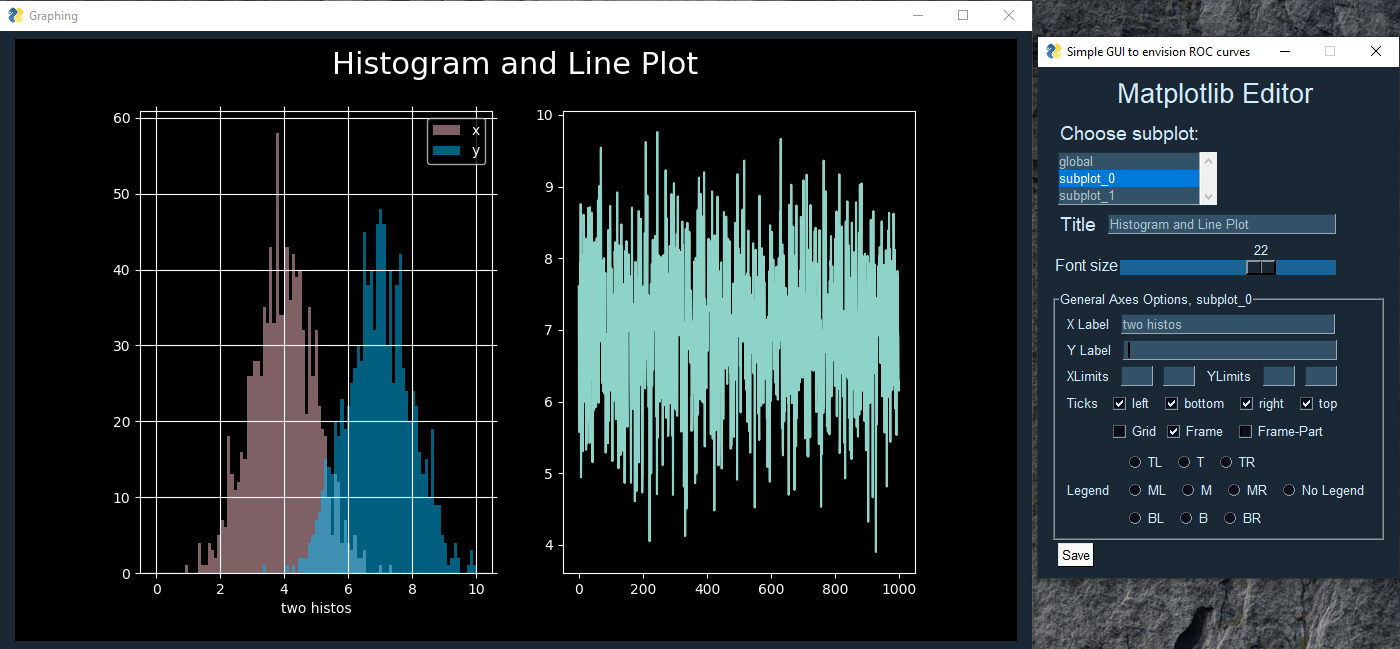 Graphing
Histogram and Line Plot
60
50
40
30
20
10
0
0 2 4 6 8 10
two histos
x
y
10
9
8
7
6
5
4
0 200 400 600 800 1000
Simple GUI to envision ROC curves
Matplotlib Editor
Choose subplot:
global
subplot_0
subplot_1
Title Histogram and Line Plot
22
Font size
General Axes Options, subplot_0
X Label two histos
Y Label
XLimits YLimits
Ticks left bottom right top
Grid Frame Frame-Part
TL T TR
Legend ML M MR No Legend
BL B BR
Save